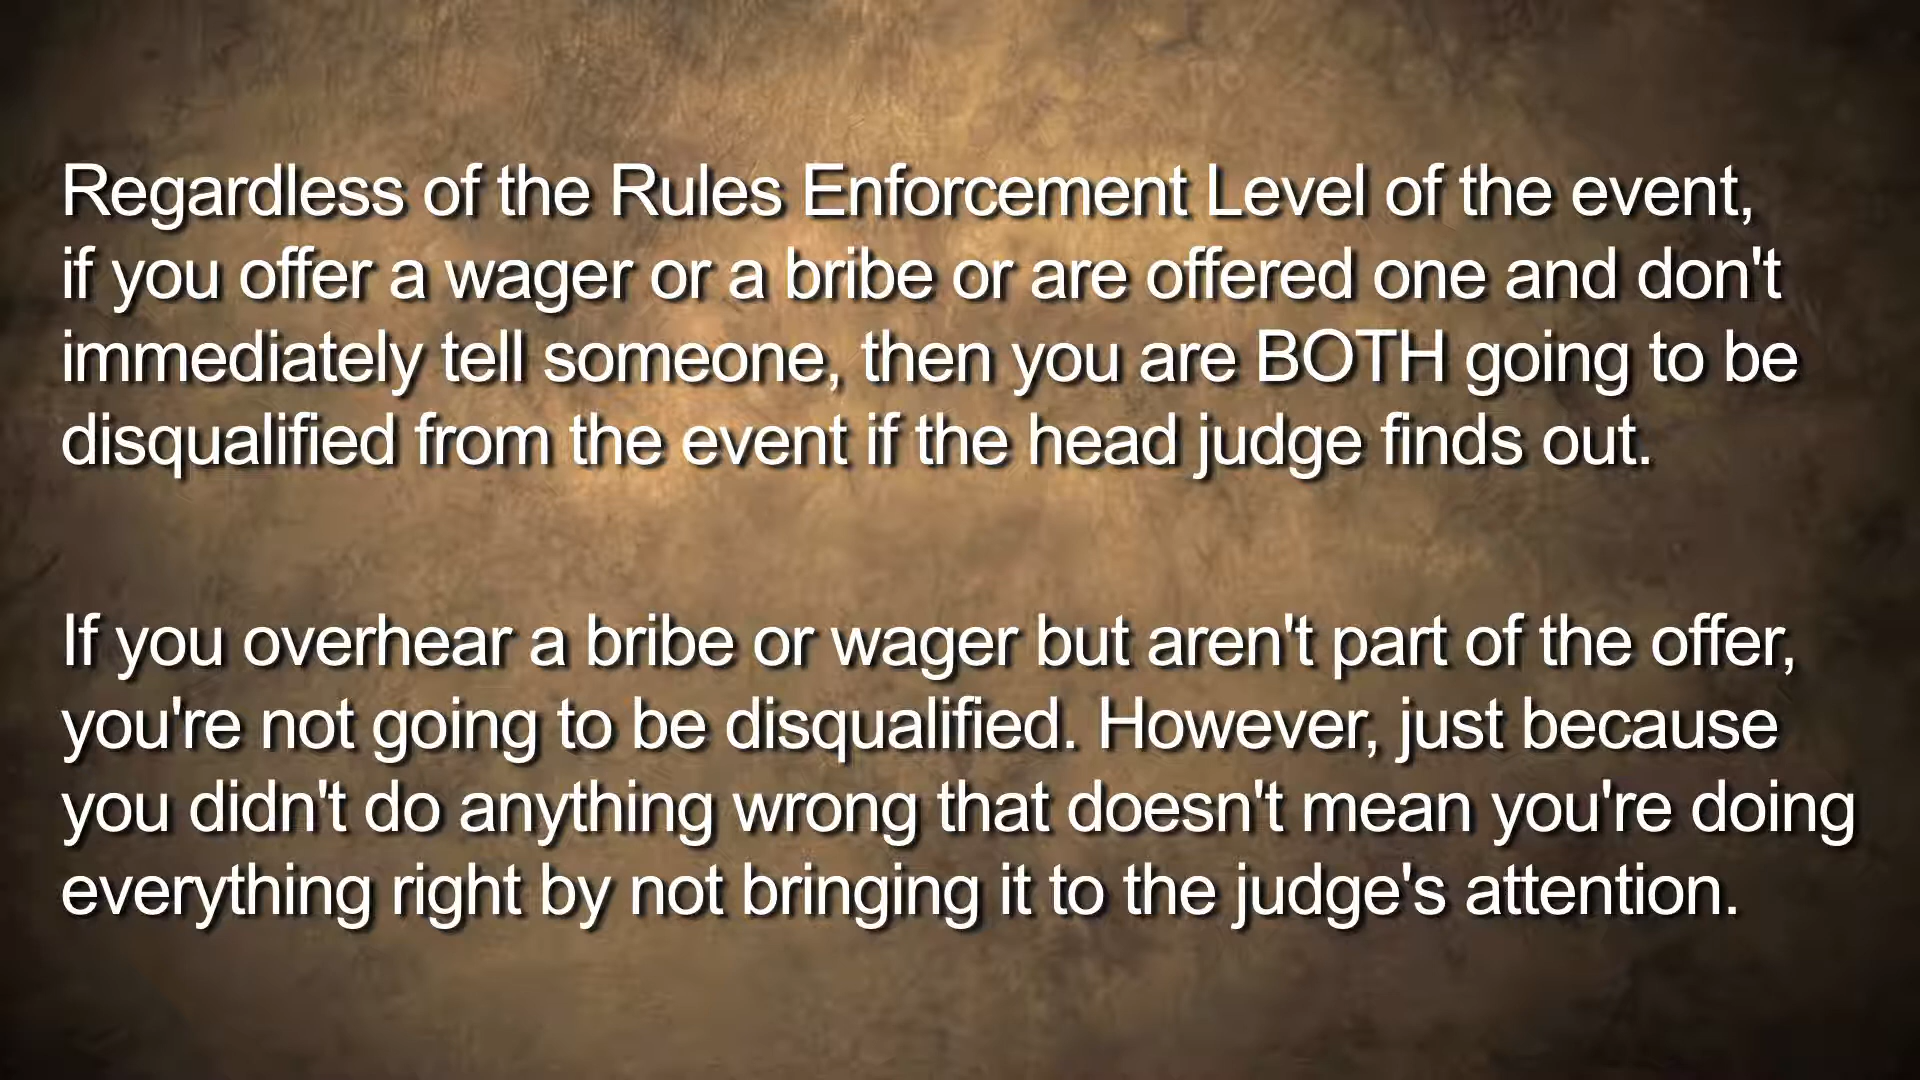 Regardless of the Rules Enforcement Level of the event,
if you offer a wager or a bribe or are offered one and don't
immediately tell someone, then you are BOTH going to be
disqualified from the event if the head judge finds out.
If you overhear a bribe or wager but aren't part of the offer,
you're not going to be disqualified. However, just because
you didn't do anything wrong that doesn't mean you're doing
everything right by not bringing it to the judge's attention.